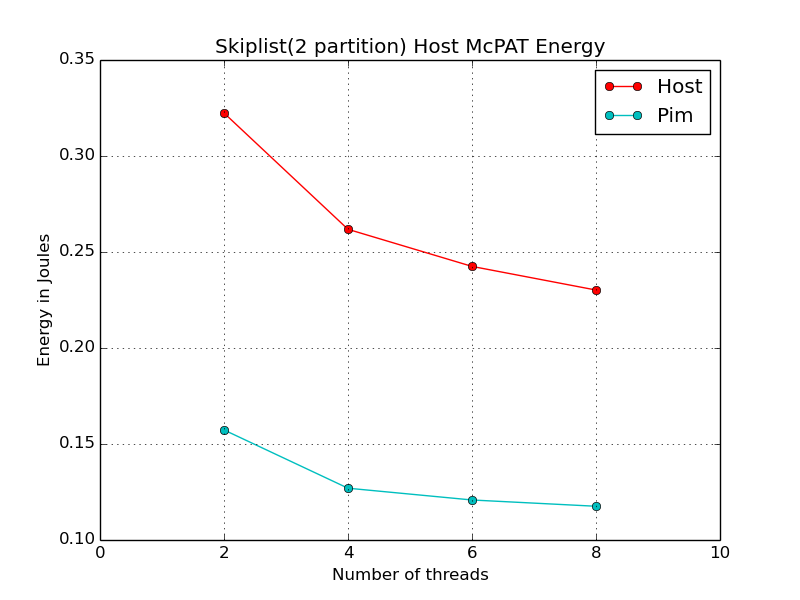 Skiplist(2 partition) Host McPAT Energy
Host
Pim
0.35
0.30
0.25
0.20
0.15
0.10
Energy in Joules
0 2 4 6 8 10
Number of threads